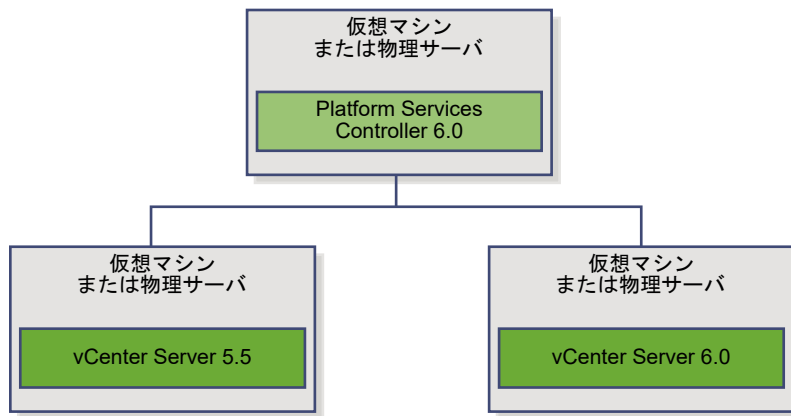 仮想マシン
または物理サーバ
Platform Services
Controller 6.0
仮想マシン
または物理サーバ
vCenter Server 5.5
仮想マシン
または物理サーバ
vCenter Server 6.0